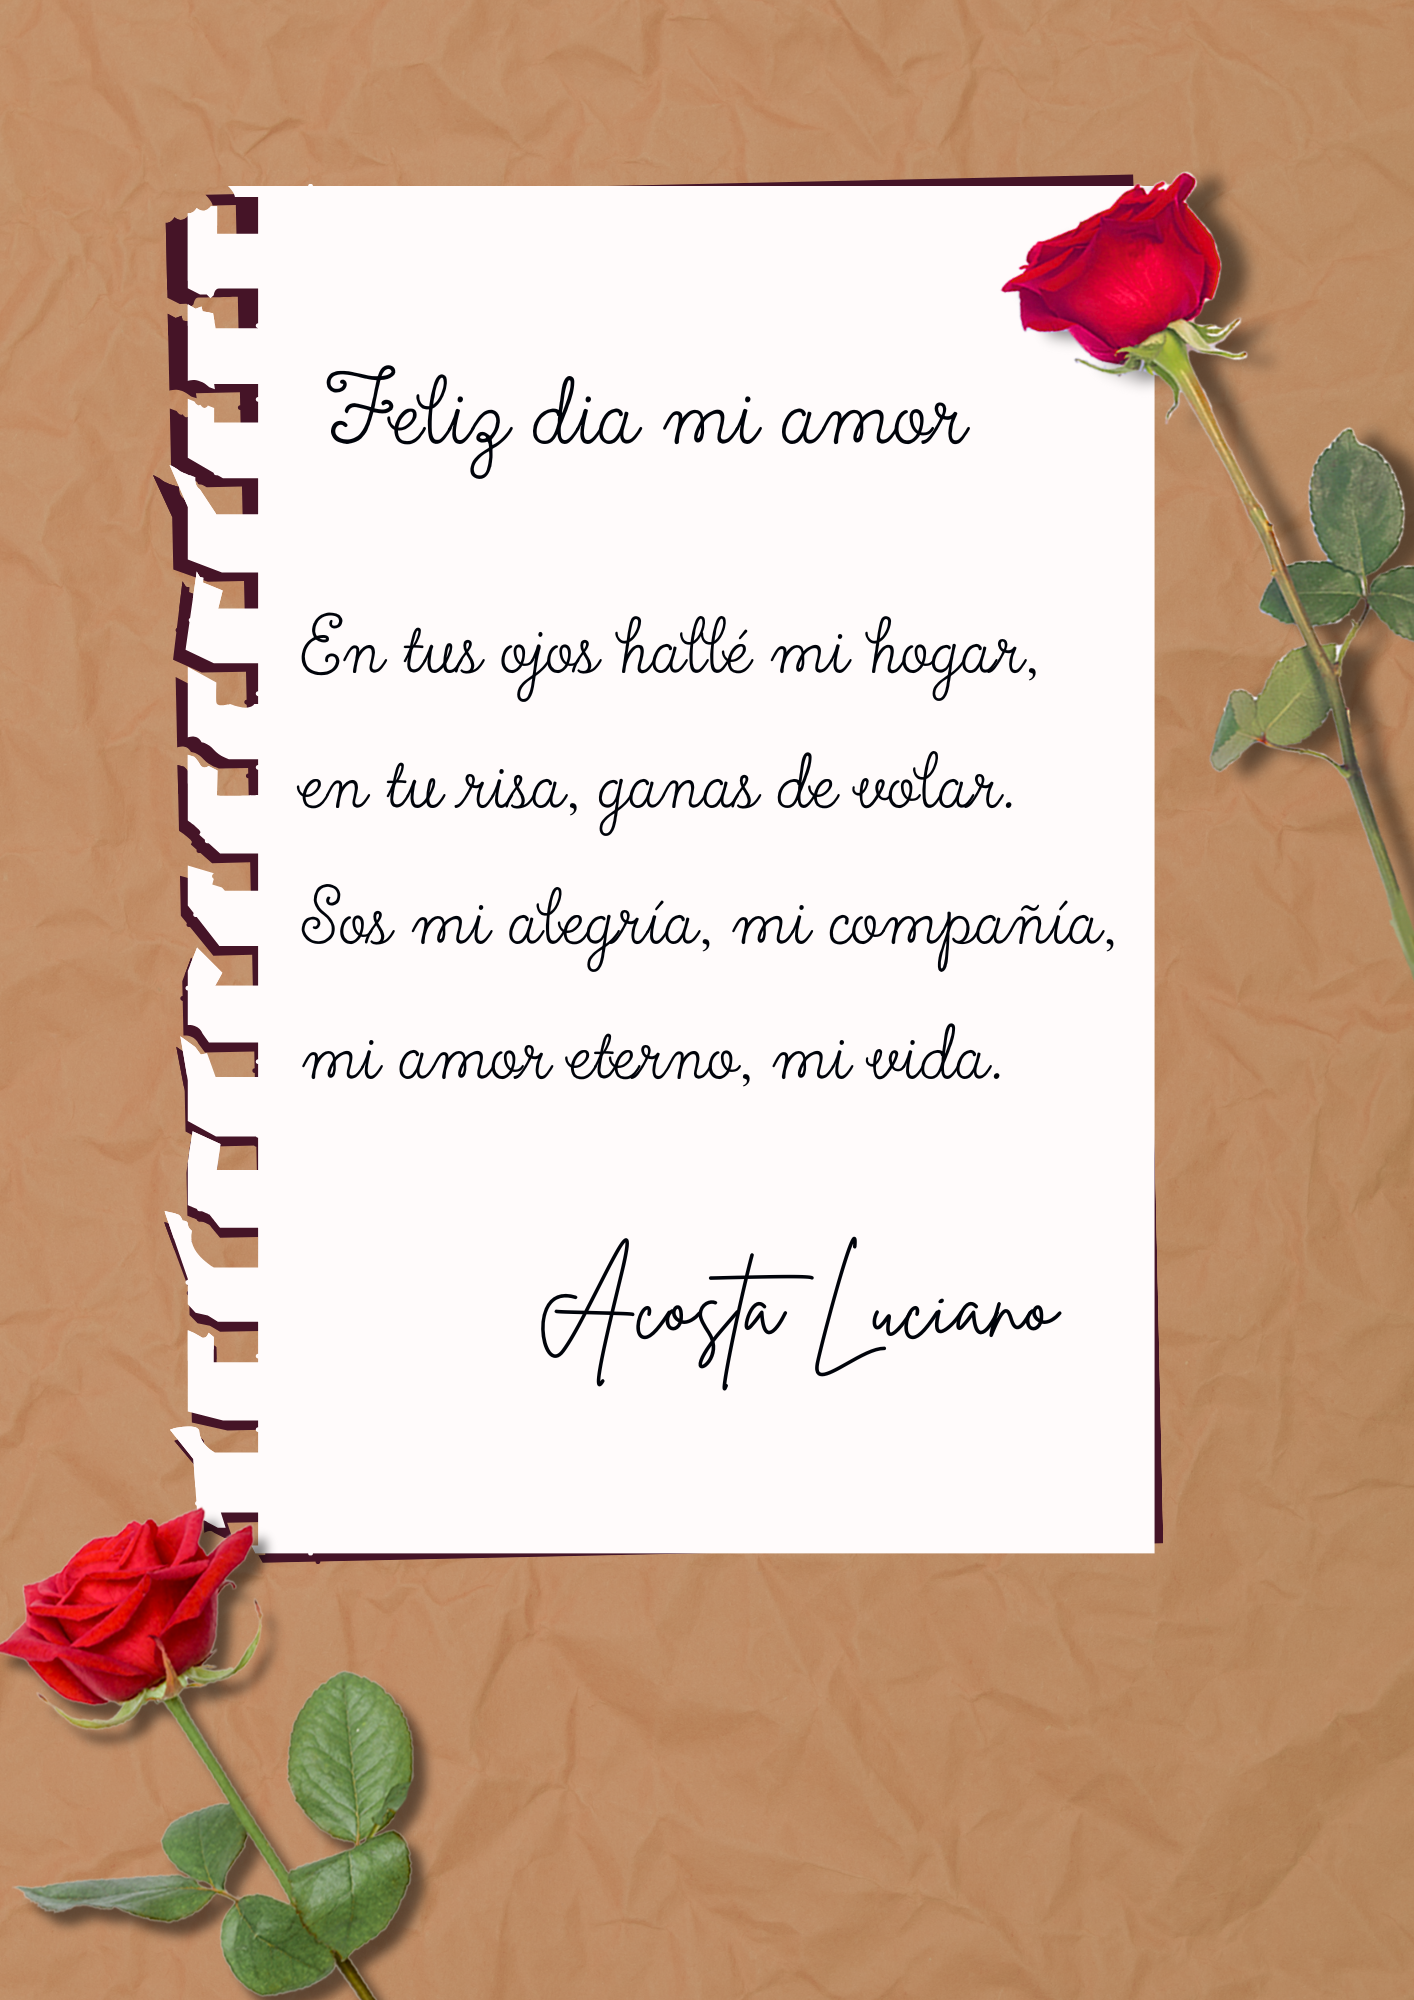 Feliz dia mi amor
En tus ojos hallé mi hogar,
en tu risa, ganas de volar.
Sos mi alegría, mi compañía,
mi amor eterno, mi vida.
Acosta Luciano